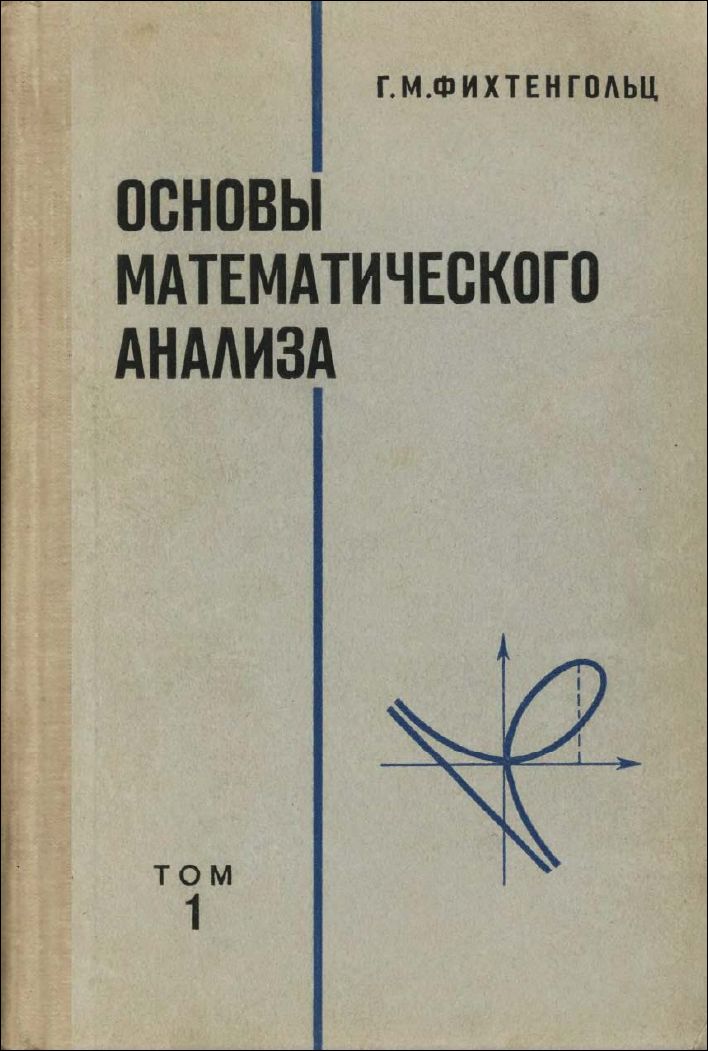 Г.М.ФИХТЕНГОЛЬЦ
ОСНОВЫ
МАТЕМАТИЧЕСКОГО
АНАЛИЗА
ТОМ
1